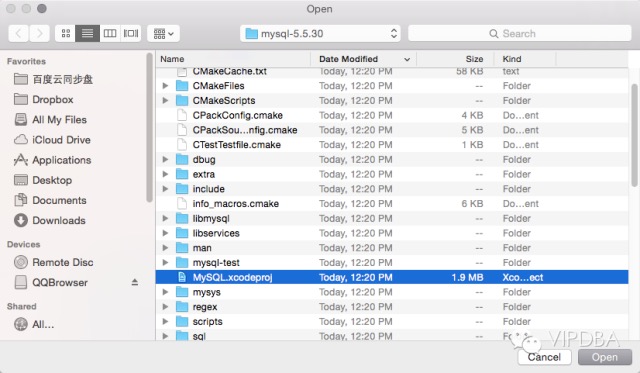 Open
mysql-5.5.30
Search
Favorites
百度云同步盘
Dropbox
All My Files
iCloud Drive
Applications
Desktop
Documents
Downloads
Devices
Remote Disc
QQBrowser
Shared
All...
Name Date Modified Size Kind
CMakeCache.txt Today, 12:20 PM 58 KB text
CMakeFiles Today, 12:20 PM -- Folder
CMakeScripts Today, 12:20 PM -- Folder
CPackConfig.cmake Today, 12:20 PM 4 KB Do...ent
CPackSou...nfig.cmake Today, 12:20 PM 5 KB Do...ent
CTestTestfile.cmake Today, 12:20 PM 1 KB Do...ent
dbug Today, 12:20 PM -- Folder
extra Today, 12:20 PM -- Folder
include Today, 12:20 PM -- Folder
info_macros.cmake Today, 12:20 PM 6 KB Do...ent
libmysql Today, 12:20 PM -- Folder
libservices Today, 12:20 PM -- Folder
man Today, 12:20 PM -- Folder
mysql-test Today, 12:20 PM -- Folder
MySQL.xcodeproj Today, 12:20 PM 1.9 MB Xco...ect
mysys Today, 12:20 PM -- Folder
regex Today, 12:20 PM -- Folder
scripts Today, 12:20 PM -- Folder
sql Today, 12:20 PM -- Folder
VIPDBA
Cancel Open